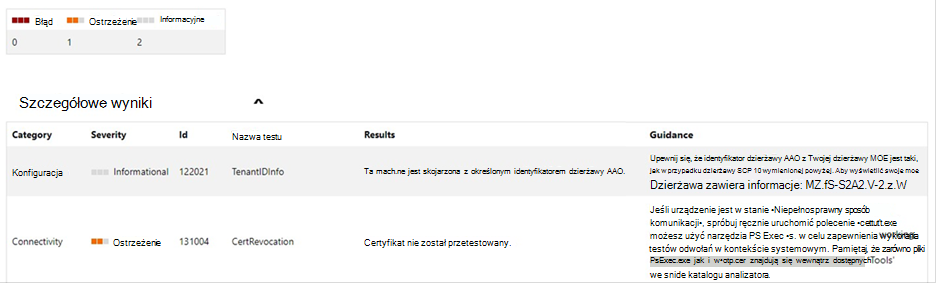 Błąd Ostrzeżenie Informacyjne
0 1 2
Szczegółowe wyniki
Category Severity Id Nazwa testu Results Guidance
Konfiguracja Informational 122021 TenantIDInfo Ta mach.ne jest skojarzona z określonym identyfikatorem dzierżawy AAO.
Upewnij się, że identyfikator dzierżawy AAO z Twojej dzierżawy MOE jest taki,
jak w przypadku dzierżawy SCP 10 wymienionej powyżej. Aby wyświetlić swoje moe
Dzierżawa zawiera informacje: MZ.fS-S2A2.V-2.z.W
Connectivity Ostrzeżenie 131004 CertRevocation Certyfikat nie został przetestowany.
Jeśli urządzenie jest w stanie •Niepełnosprawny sposób
komunikacji•, spróbuj ręcznie uruchomić polecenie
możesz użyć narzędzia PS Exec •s. w celu zapewnienia wykonania working
testów odwołań w kontekście systemowym. Pamiętaj, że zarówno pliki
PsExec.exe jak i w•otp.cer znajdują się wewnątrz dostępnych Tools'
we snide katalogu analizatora.